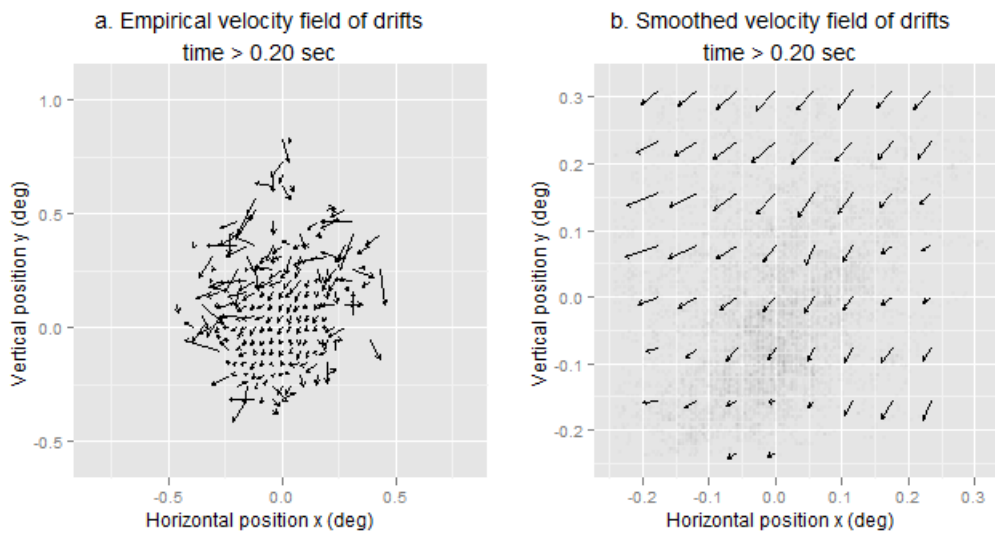 a. Empirical velocity field of drifts
time > 0.20 sec
b. Smoothed velocity field of drifts
time > 0.20 sec
Vertical position y (deg)
1.0
0.5
0.0
-0.5
-0.5
0.0
0.5
Horizontal position x (deg)
Vertical position y (deg)
0.3
0.2
0.1
0.0
-0.1
-0.2
-0.2
-0.1
0.0
0.1
0.2
0.3
Horizontal position x (deg)